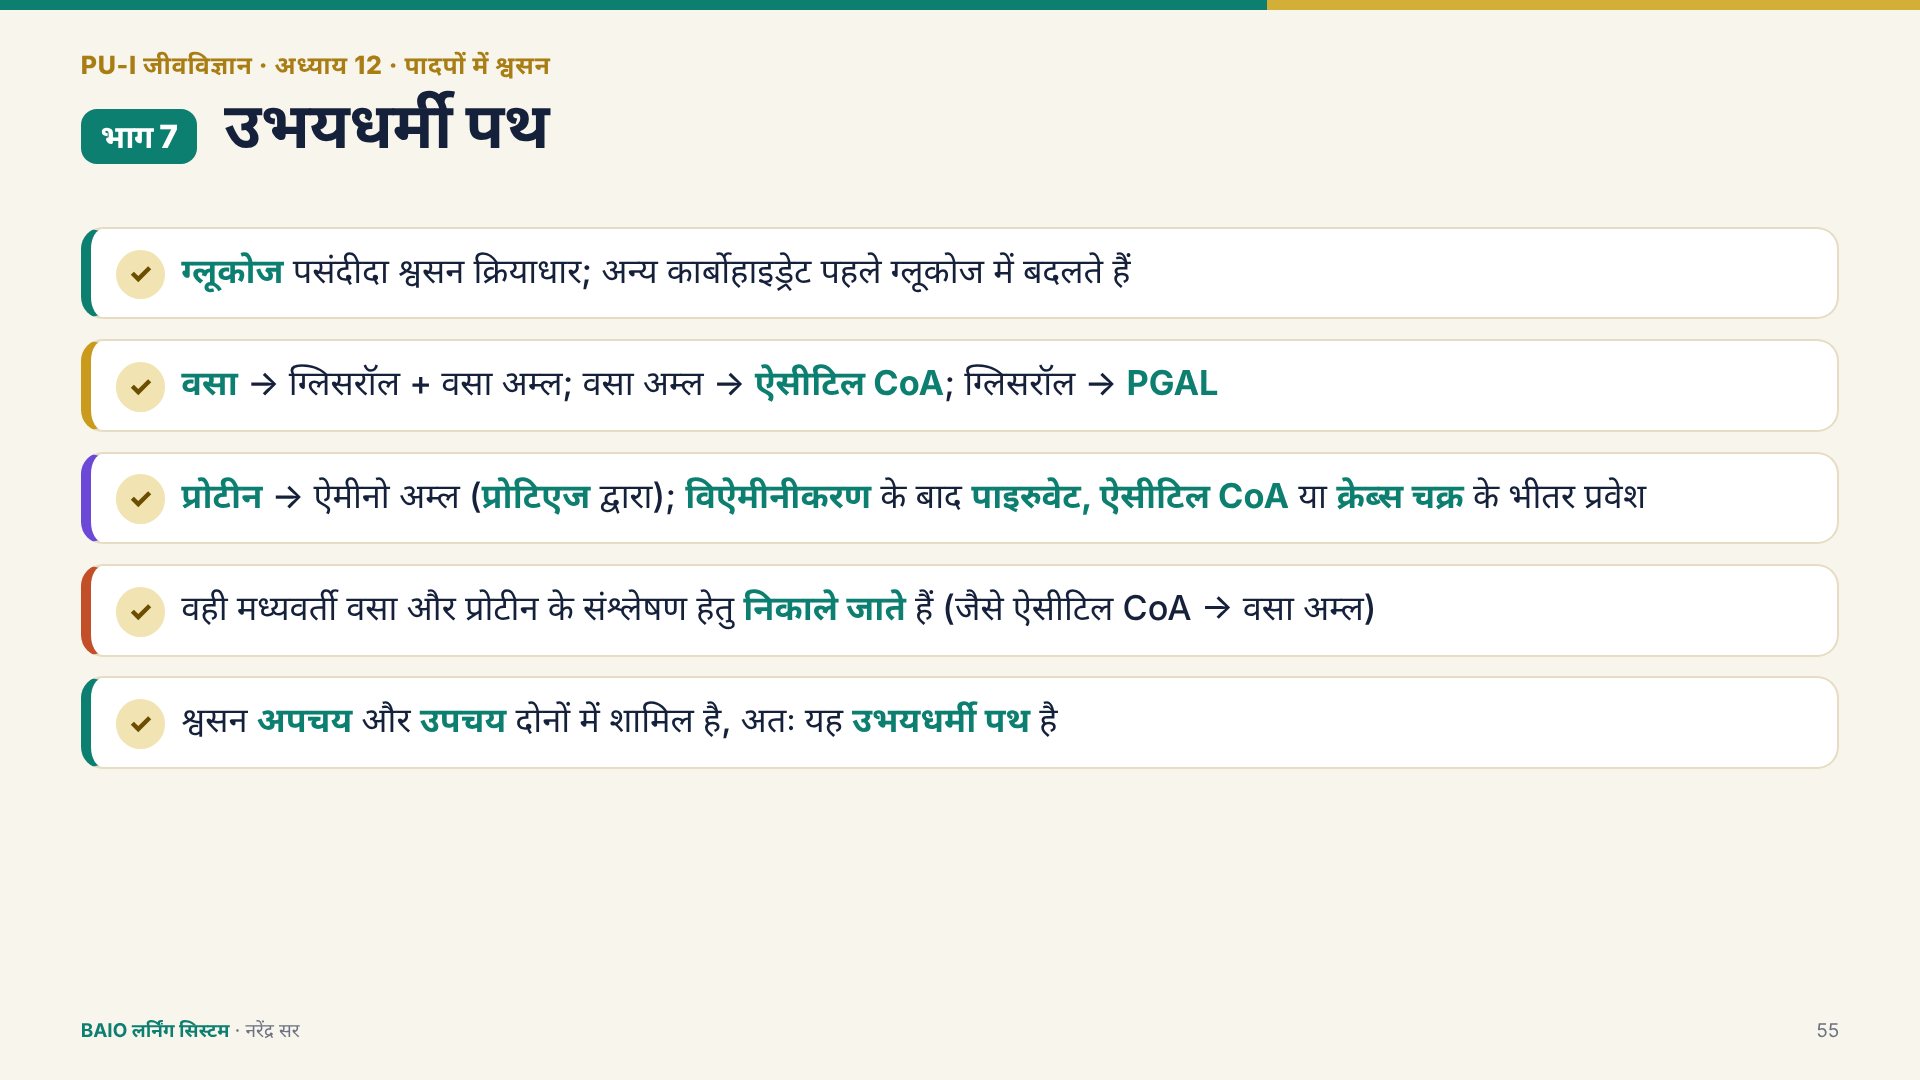 PU-I जीवविज्ञान · अध्याय 12 · पादपों में श्वसन
भाग 7 उभयधर्मी पथ
ग्लूकोज पसंदीदा श्वसन क्रियाधार; अन्य कार्बोहाइड्रेट पहले ग्लूकोज में बदलते हैं
वसा → ग्लिसरॉल + वसा अम्ल; वसा अम्ल → ऐसीटिल CoA; ग्लिसरॉल → PGAL
प्रोटीन → ऐमीनो अम्ल (प्रोटिएज द्वारा); विऐमीनीकरण के बाद पाइरुवेट, ऐसीटिल CoA या क्रेब्स चक्र के भीतर प्रवेश
वही मध्यवर्ती वसा और प्रोटीन के संश्लेषण हेतु निकाले जाते हैं (जैसे ऐसीटिल CoA → वसा अम्ल)
श्वसन अपचय और उपचय दोनों में शामिल है, अतः यह उभयधर्मी पथ है
BAIO लर्निंग सिस्टम · नरेंद्र सर
55